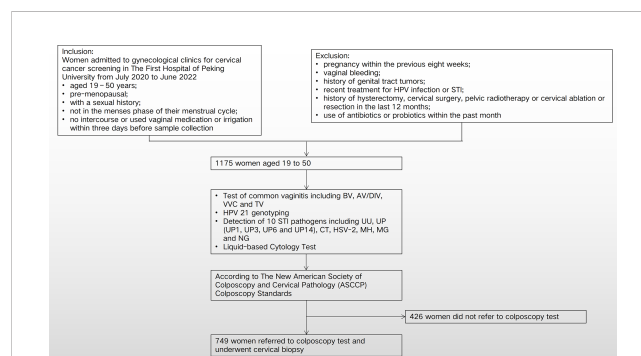 Inclusion:
Women admitted to gynecological clinics for cervical
cancer screening in The First Hospital of Peking
University from July 2020 to June 2022
• aged 19 – 50 years;
• pre-menopausal;
• with a sexual history;
• not in the menses phase of their menstrual cycle;
• no intercourse or used vaginal medication or irrigation
within three days before sample collection
Exclusion:
• pregnancy within the previous eight weeks;
• vaginal bleeding;
• history of genital tract tumors;
• recent treatment for HPV infection or STI;
• history of hysterectomy, cervical surgery, pelvic radiotherapy or cervical ablation or
resection in the last 12 months;
• use of antibiotics or probiotics within the past month
1175 women aged 19 to 50
• Test of common vaginitis including BV, AV/DIV,
VVC and TV
• HPV 21 genotyping
• Detection of 10 STI pathogens including UU, UP
(UP1, UP3, UP6 and UP14), CT, HSV-2, MH, MG
and NG
• Liquid-based Cytology Test
According to The New American Society of
Colposcopy and Cervical Pathology (ASCCP)
Colposcopy Standards
426 women did not refer to colposcopy test
749 women referred to colposcopy test and
underwent cervical biopsy